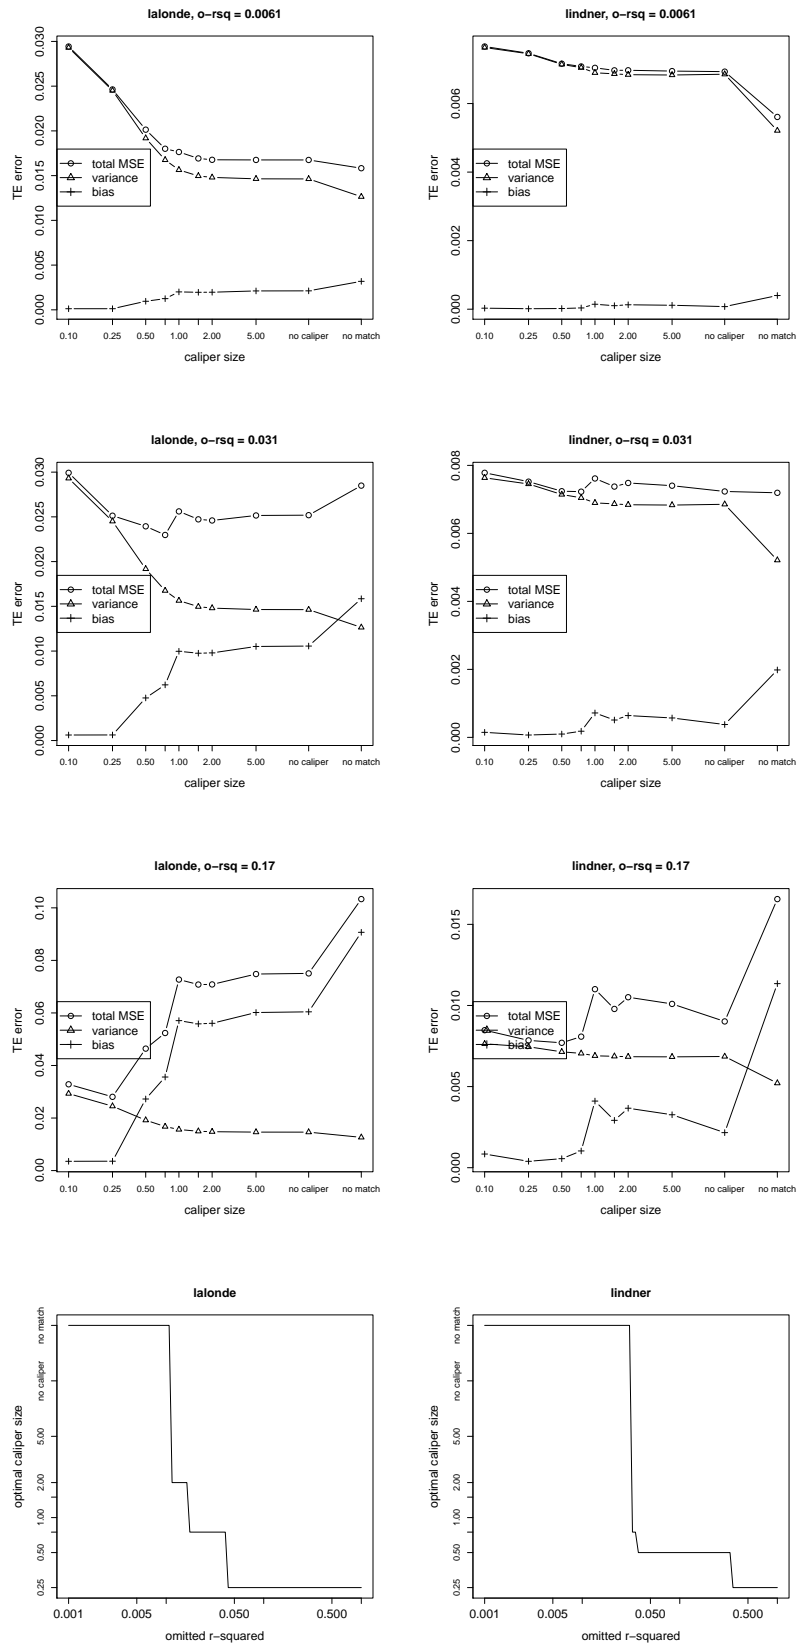 lalonde, o−rsq = 0.0061
TE error
0.000 0.005 0.010 0.015 0.020 0.025 0.030
total MSE
variance
bias
0.10 0.25 0.50 1.00 2.00 5.00 no caliper no match
caliper size
lindner, o−rsq = 0.0061
TE error
0.000 0.002 0.004 0.006
total MSE
variance
bias
0.10 0.25 0.50 1.00 2.00 5.00 no caliper no match
caliper size
lalonde, o−rsq = 0.031
TE error
0.000 0.005 0.010 0.015 0.020 0.025 0.030
total MSE
variance
bias
0.10 0.25 0.50 1.00 2.00 5.00 no caliper no match
caliper size
lindner, o−rsq = 0.031
TE error
0.000 0.002 0.004 0.006 0.008
total MSE
variance
bias
0.10 0.25 0.50 1.00 2.00 5.00 no caliper no match
caliper size
lalonde, o−rsq = 0.17
TE error
0.00 0.02 0.04 0.06 0.08 0.10
total MSE
variance
bias
0.10 0.25 0.50 1.00 2.00 5.00 no caliper no match
caliper size
lindner, o−rsq = 0.17
TE error
0.000 0.005 0.010 0.015
total MSE
variance
bias
0.10 0.25 0.50 1.00 2.00 5.00 no caliper no match
caliper size
lalonde
optimal caliper size
0.25 0.50 1.00 2.00 5.00 no caliper no match
0.001 0.005 0.050 0.500
omitted r−squared
lindner
optimal caliper size
0.25 0.50 1.00 2.00 5.00 no caliper no match
0.001 0.005 0.050 0.500
omitted r−squared